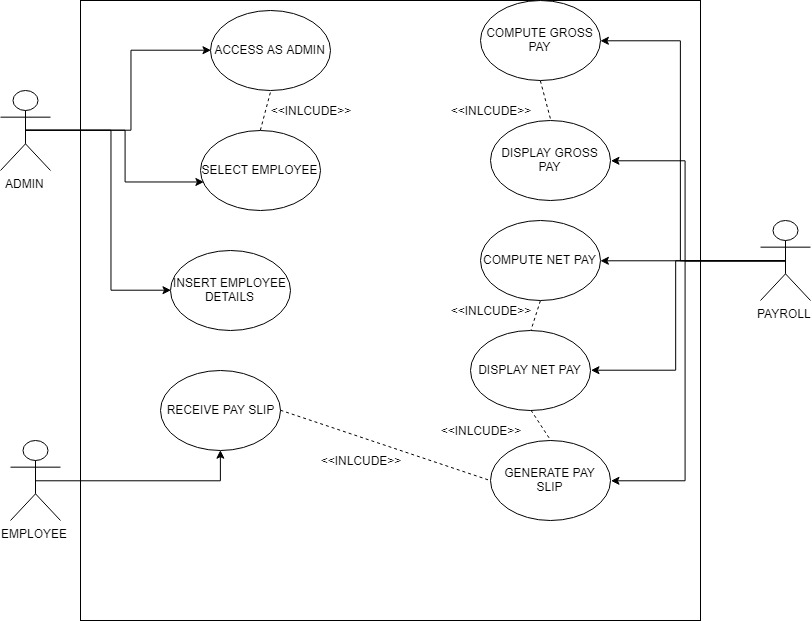 COMPUTE GROSS
PAY
ACCESS AS ADMIN
<<INLCUDE>>
<<INLCUDE>>
DISPLAY GROSS
PAY
SELECT EMPLOYEE
ADMIN
COMPUTE NET PAY
INSERT EMPLOYEE
DETAILS
<<INLCUDE>>
PAYROLL
DISPLAY NET PAY
RECEIVE PAY SLIP
<<INLCUDE>>
<<INLCUDE>>
GENERATE PAY
SLIP
EMPLOYEE